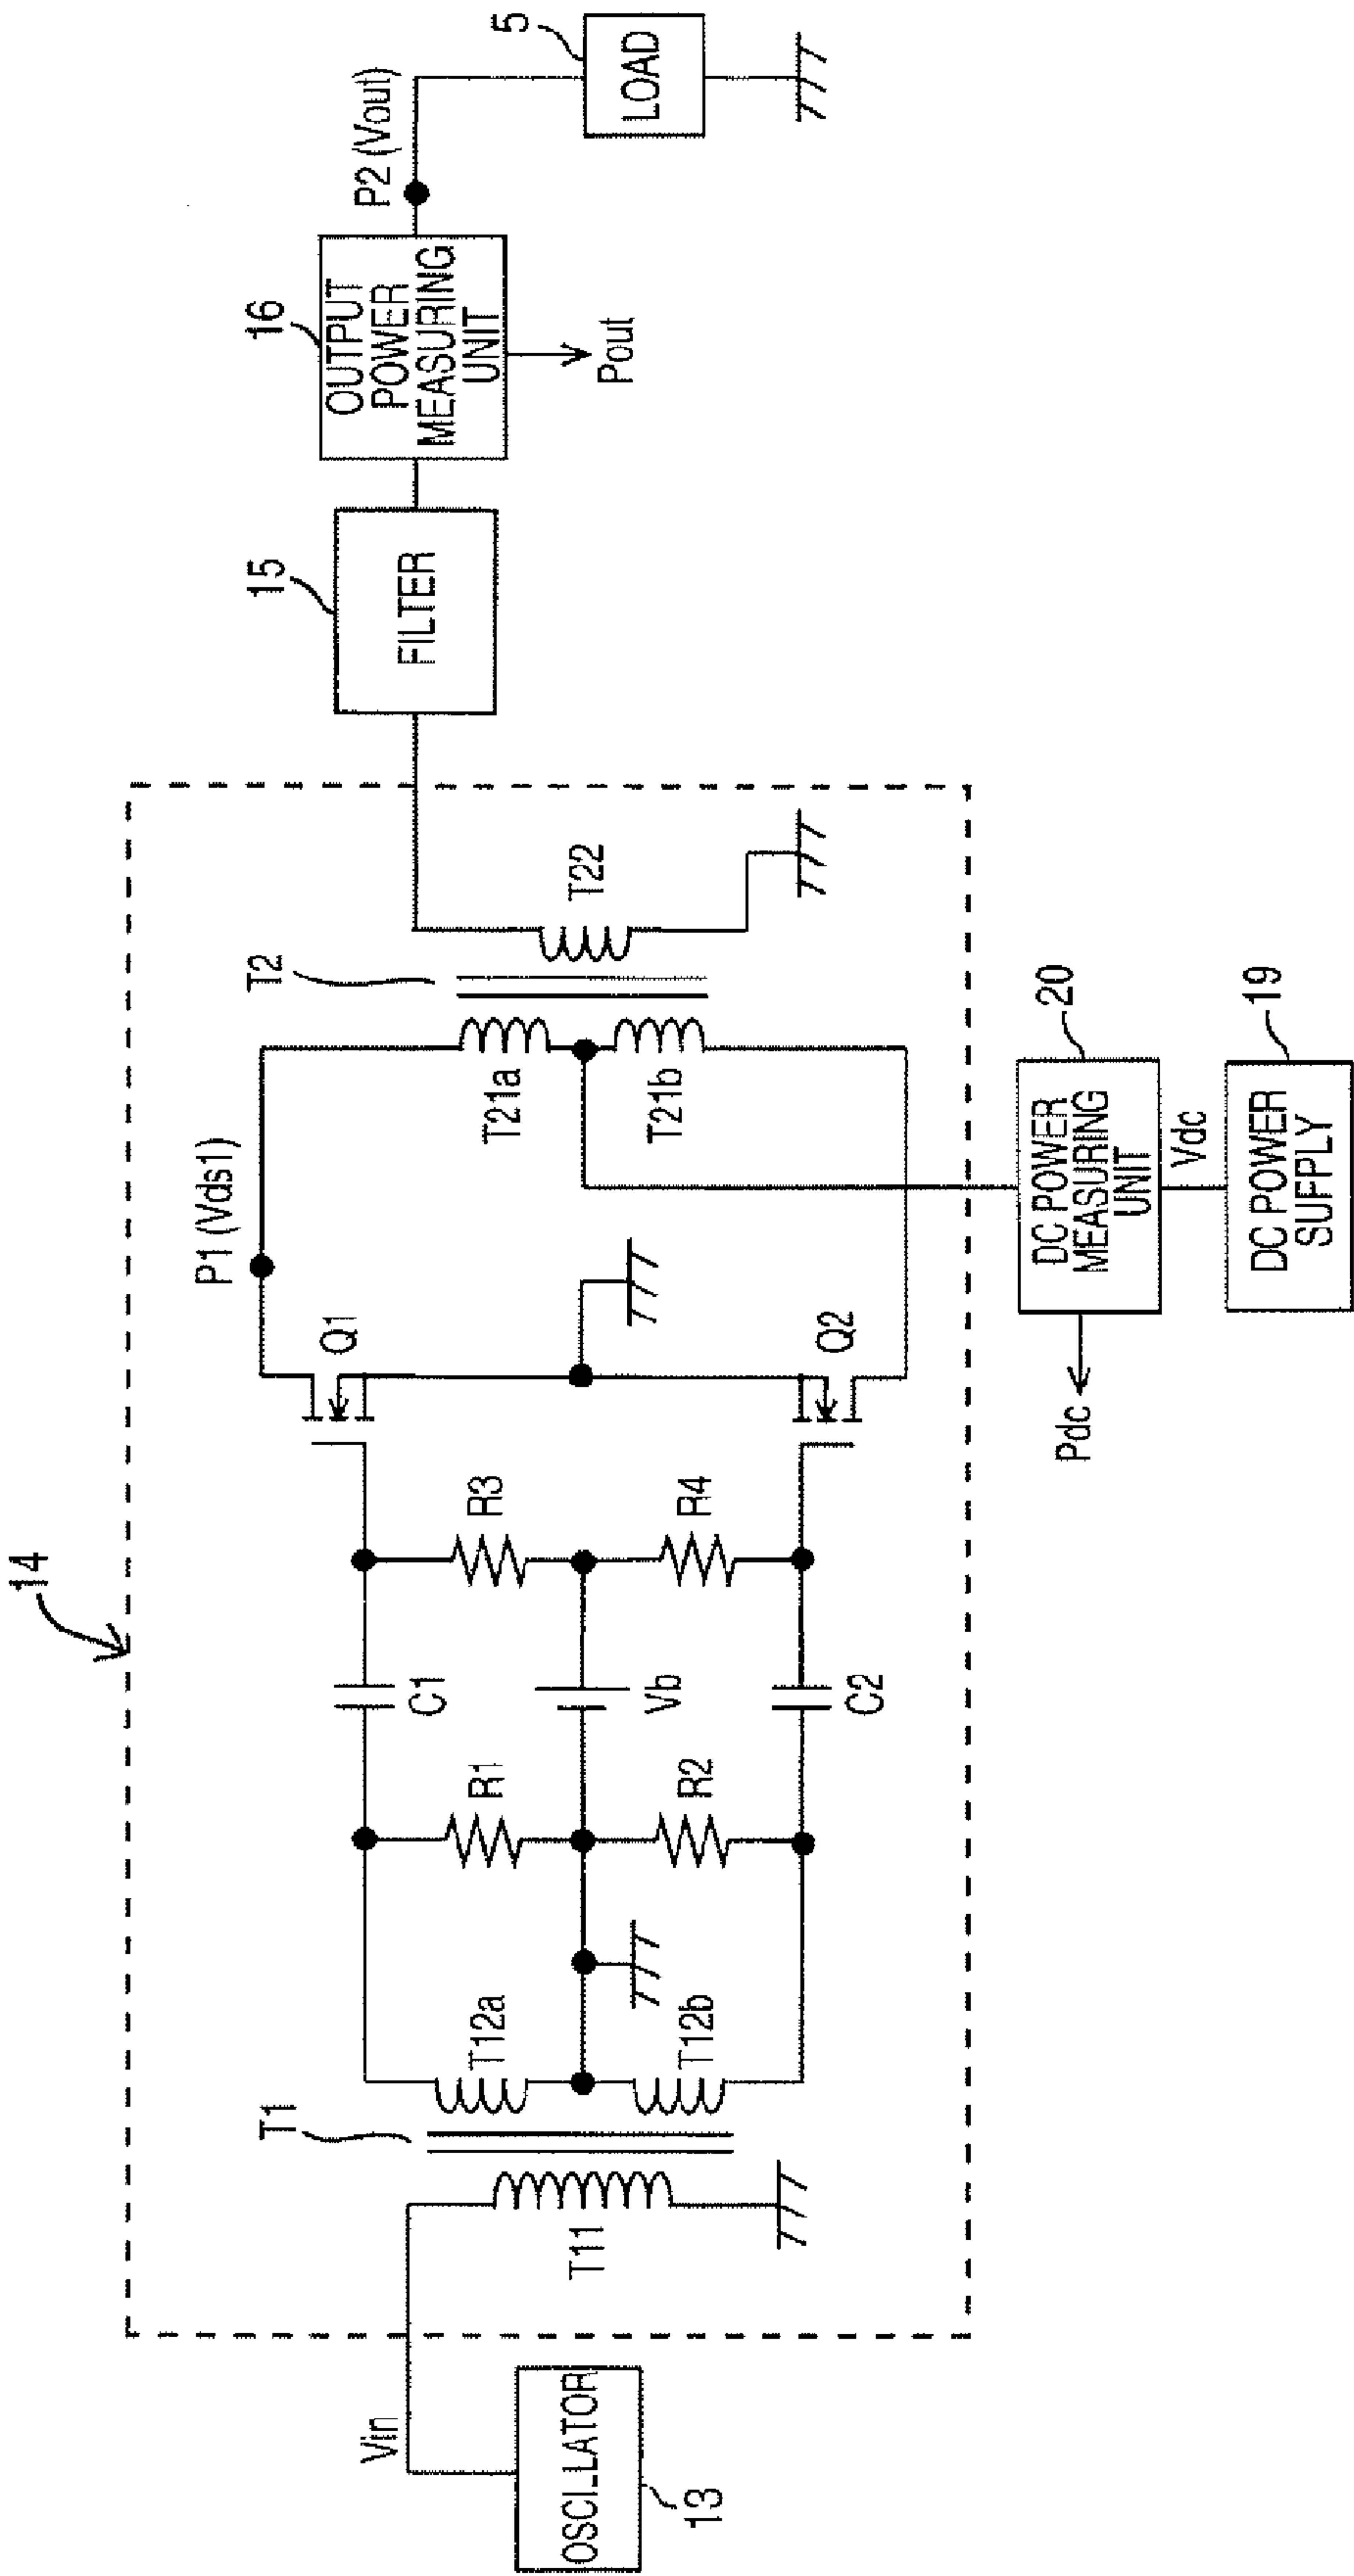 14
T1
T2
15
16
P2 (Vout)
5
LOAD
OUTPUT
POWER
MEASURING
UNIT
Pout
FILTER
P1 (Vds1)
Q1
Q2
T22
T21a
T21b
C1
C2
R3
R4
R1
R2
Vb
T12a
T12b
T11
Vin
OSCILLATOR
13
20
DC POWER
MEASURING
UNIT
Pdc
Vdc
19
DC POWER
SUPPLY